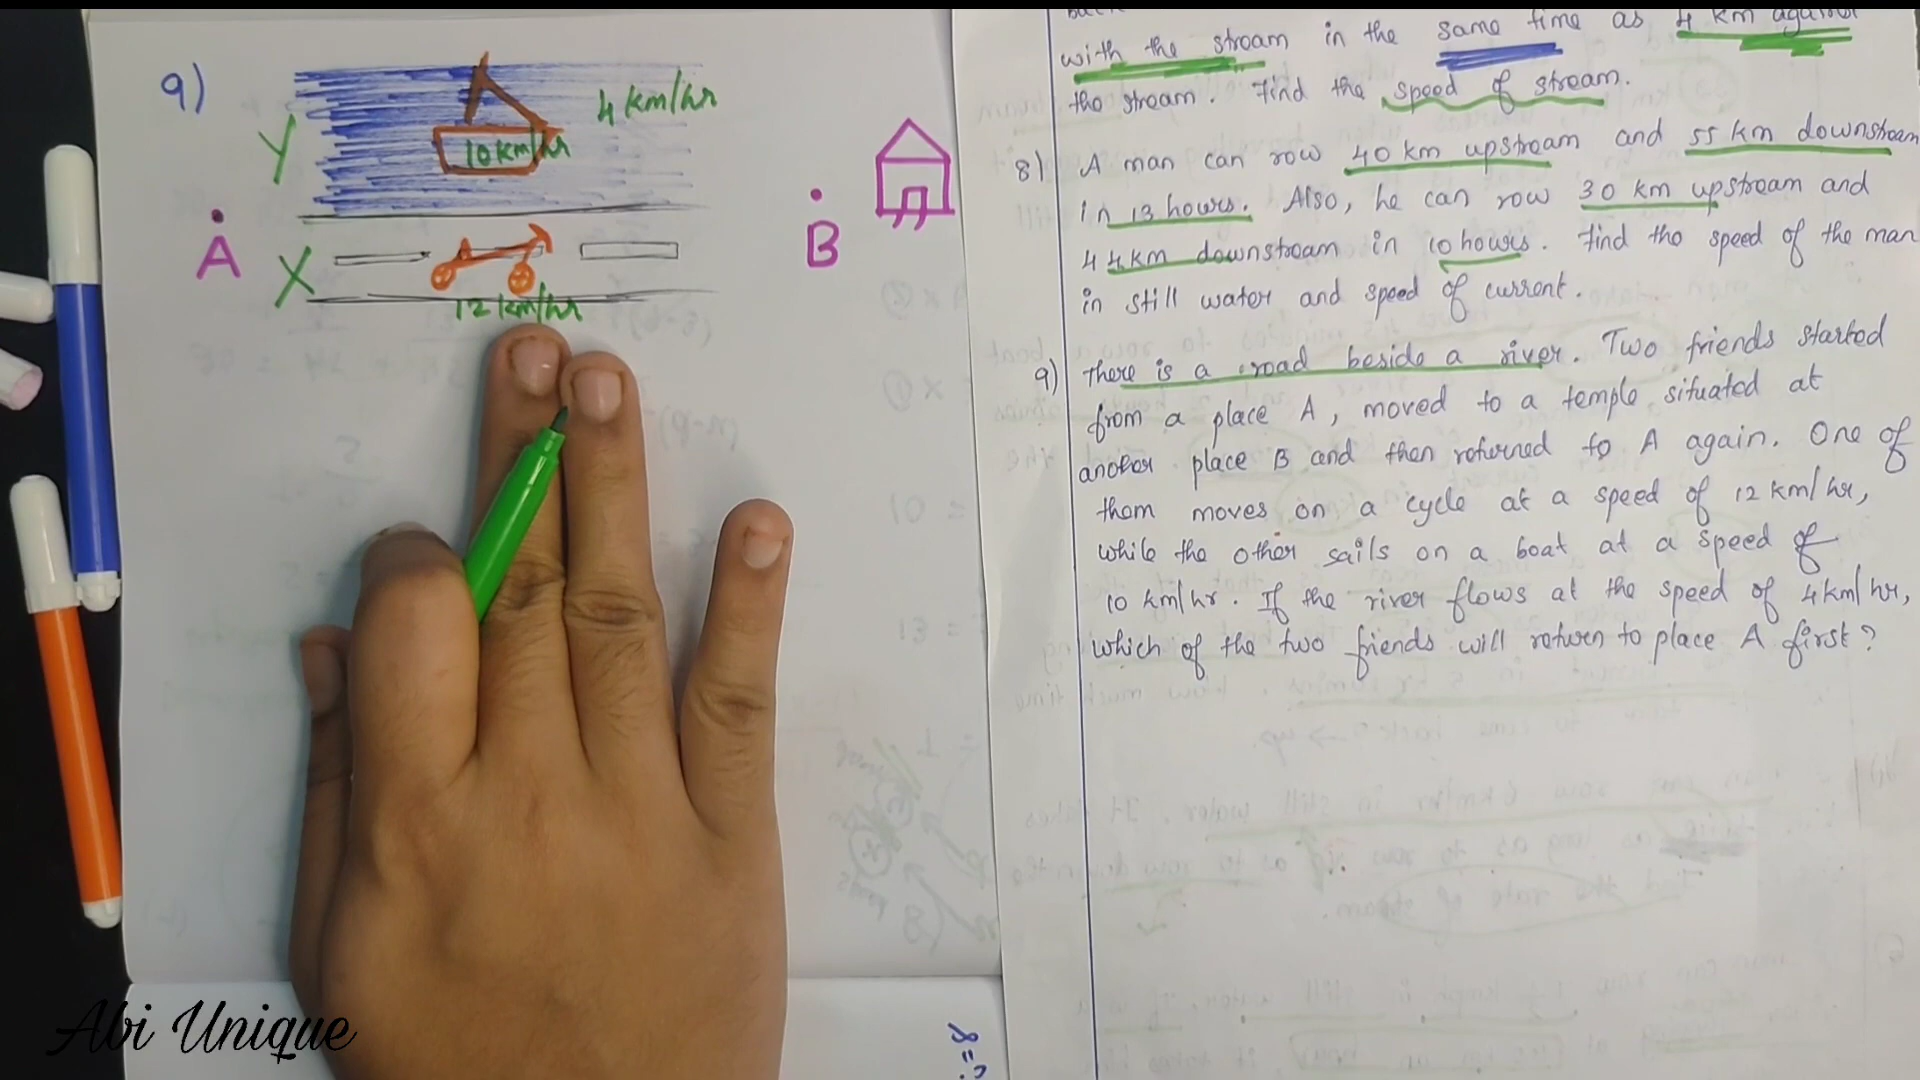 9)
Y
4 km/hr
10 km/hr
A
X
B
12 km/hr
with the stream in the same time as 4 km against
the stream. Find the speed of stream.
8) A man can row 40 km upstream and 55 km downstream
in 13 hours. Also, he can row 30 km upstream and
44km downstream in 10 hours. Find the speed of the man
in still water and speed of current.
9) There is a road beside a river. Two friends started
from a place A, moved to a temple situated at
another place B and then returned to A again. One of
them moves on a cycle at a speed of 12 km/hr,
while the other sails on a boat at a speed of
10 km/hr. If the river flows at the speed of 4km/hr,
which of the two friends will return to place A first?
Abi Unique